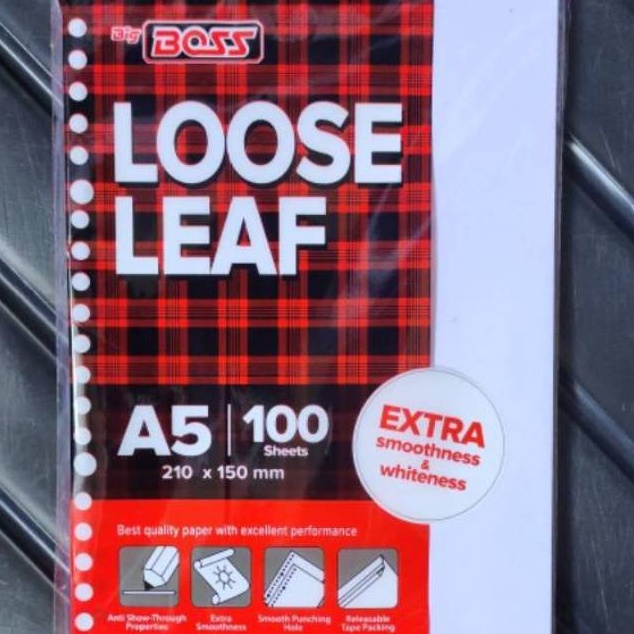 Big BOSS
LOOSE
LEAF
A5 | 100
Sheets
210 x 150 mm
EXTRA
smoothness
&
whiteness
Best quality paper with excellent performance
Anti Show-Through
Properties
Extra
Smoothness
Smooth Punching
Hole
Releasable
Tape Packing